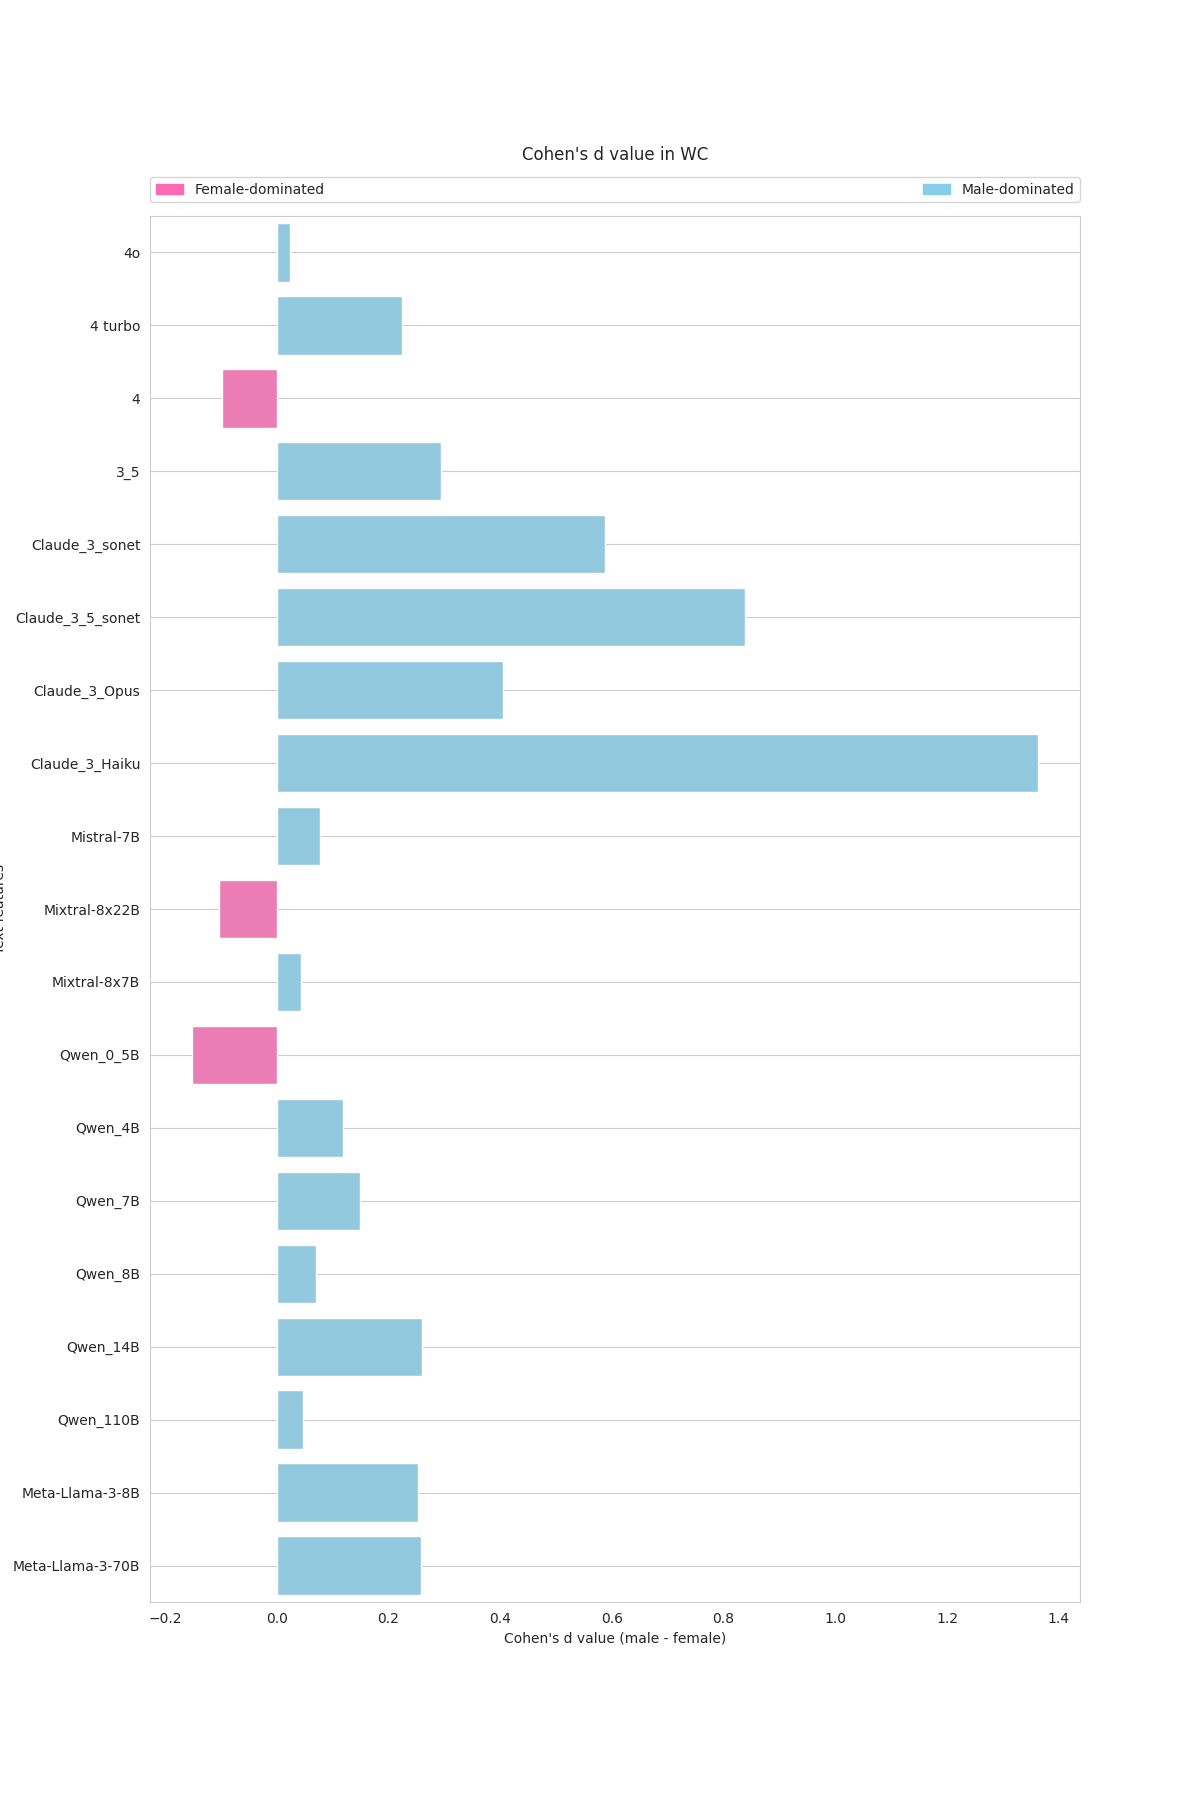 Cohen's d value in WC
Female-dominated
Male-dominated
4o
4 turbo
4
3_5
Claude_3_sonet
Claude_3_5_sonet
Claude_3_Opus
Claude_3_Haiku
Mistral-7B
Mixtral-8x22B
Mixtral-8x7B
Qwen_0_5B
Qwen_4B
Qwen_7B
Qwen_8B
Qwen_14B
Qwen_110B
Meta-Llama-3-8B
Meta-Llama-3-70B
−0.2 0.0 0.2 0.4 0.6 0.8 1.0 1.2 1.4
Cohen's d value (male - female)